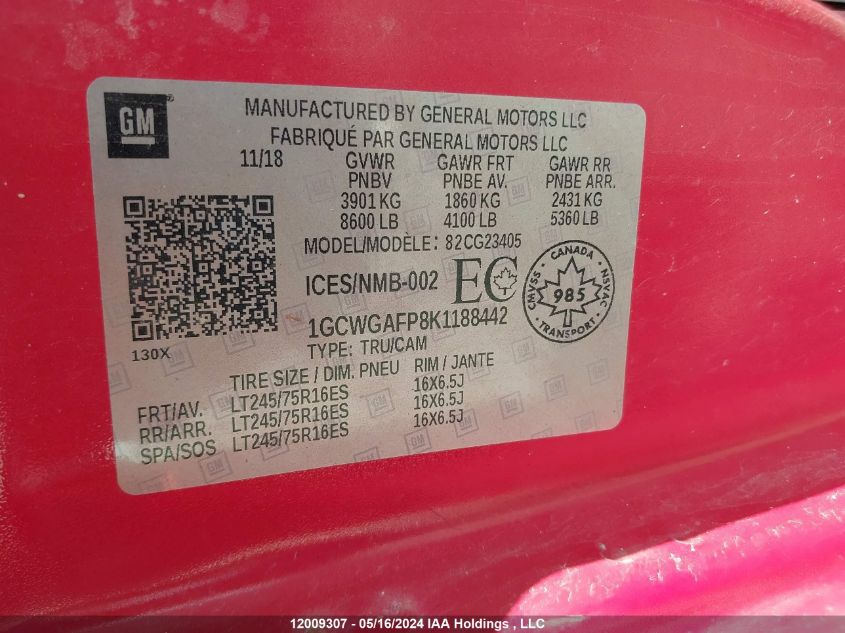 GM
MANUFACTURED BY GENERAL MOTORS LLC
FABRIQUÉ PAR GENERAL MOTORS LLC
11/18 GVWR GAWR FRT GAWR RR
PNBV PNBE AV. PNBE ARR.
3901 KG 1860 KG 2431 KG
8600 LB 4100 LB 5360 LB
MODEL/MODÈLE: 82CG23405
ICES/NMB-002 EC
CANADA
CMVSS 985 NSVAC
TRANSPORT
1GCWGAFP8K1188442
130X TYPE: TRU/CAM
TIRE SIZE / DIM. PNEU RIM / JANTE
FRT/AV. LT245/75R16ES 16X6.5J
RR/ARR. LT245/75R16ES 16X6.5J
SPA/SOS LT245/75R16ES 16X6.5J
12009307 - 05/16/2024 IAA Holdings, LLC